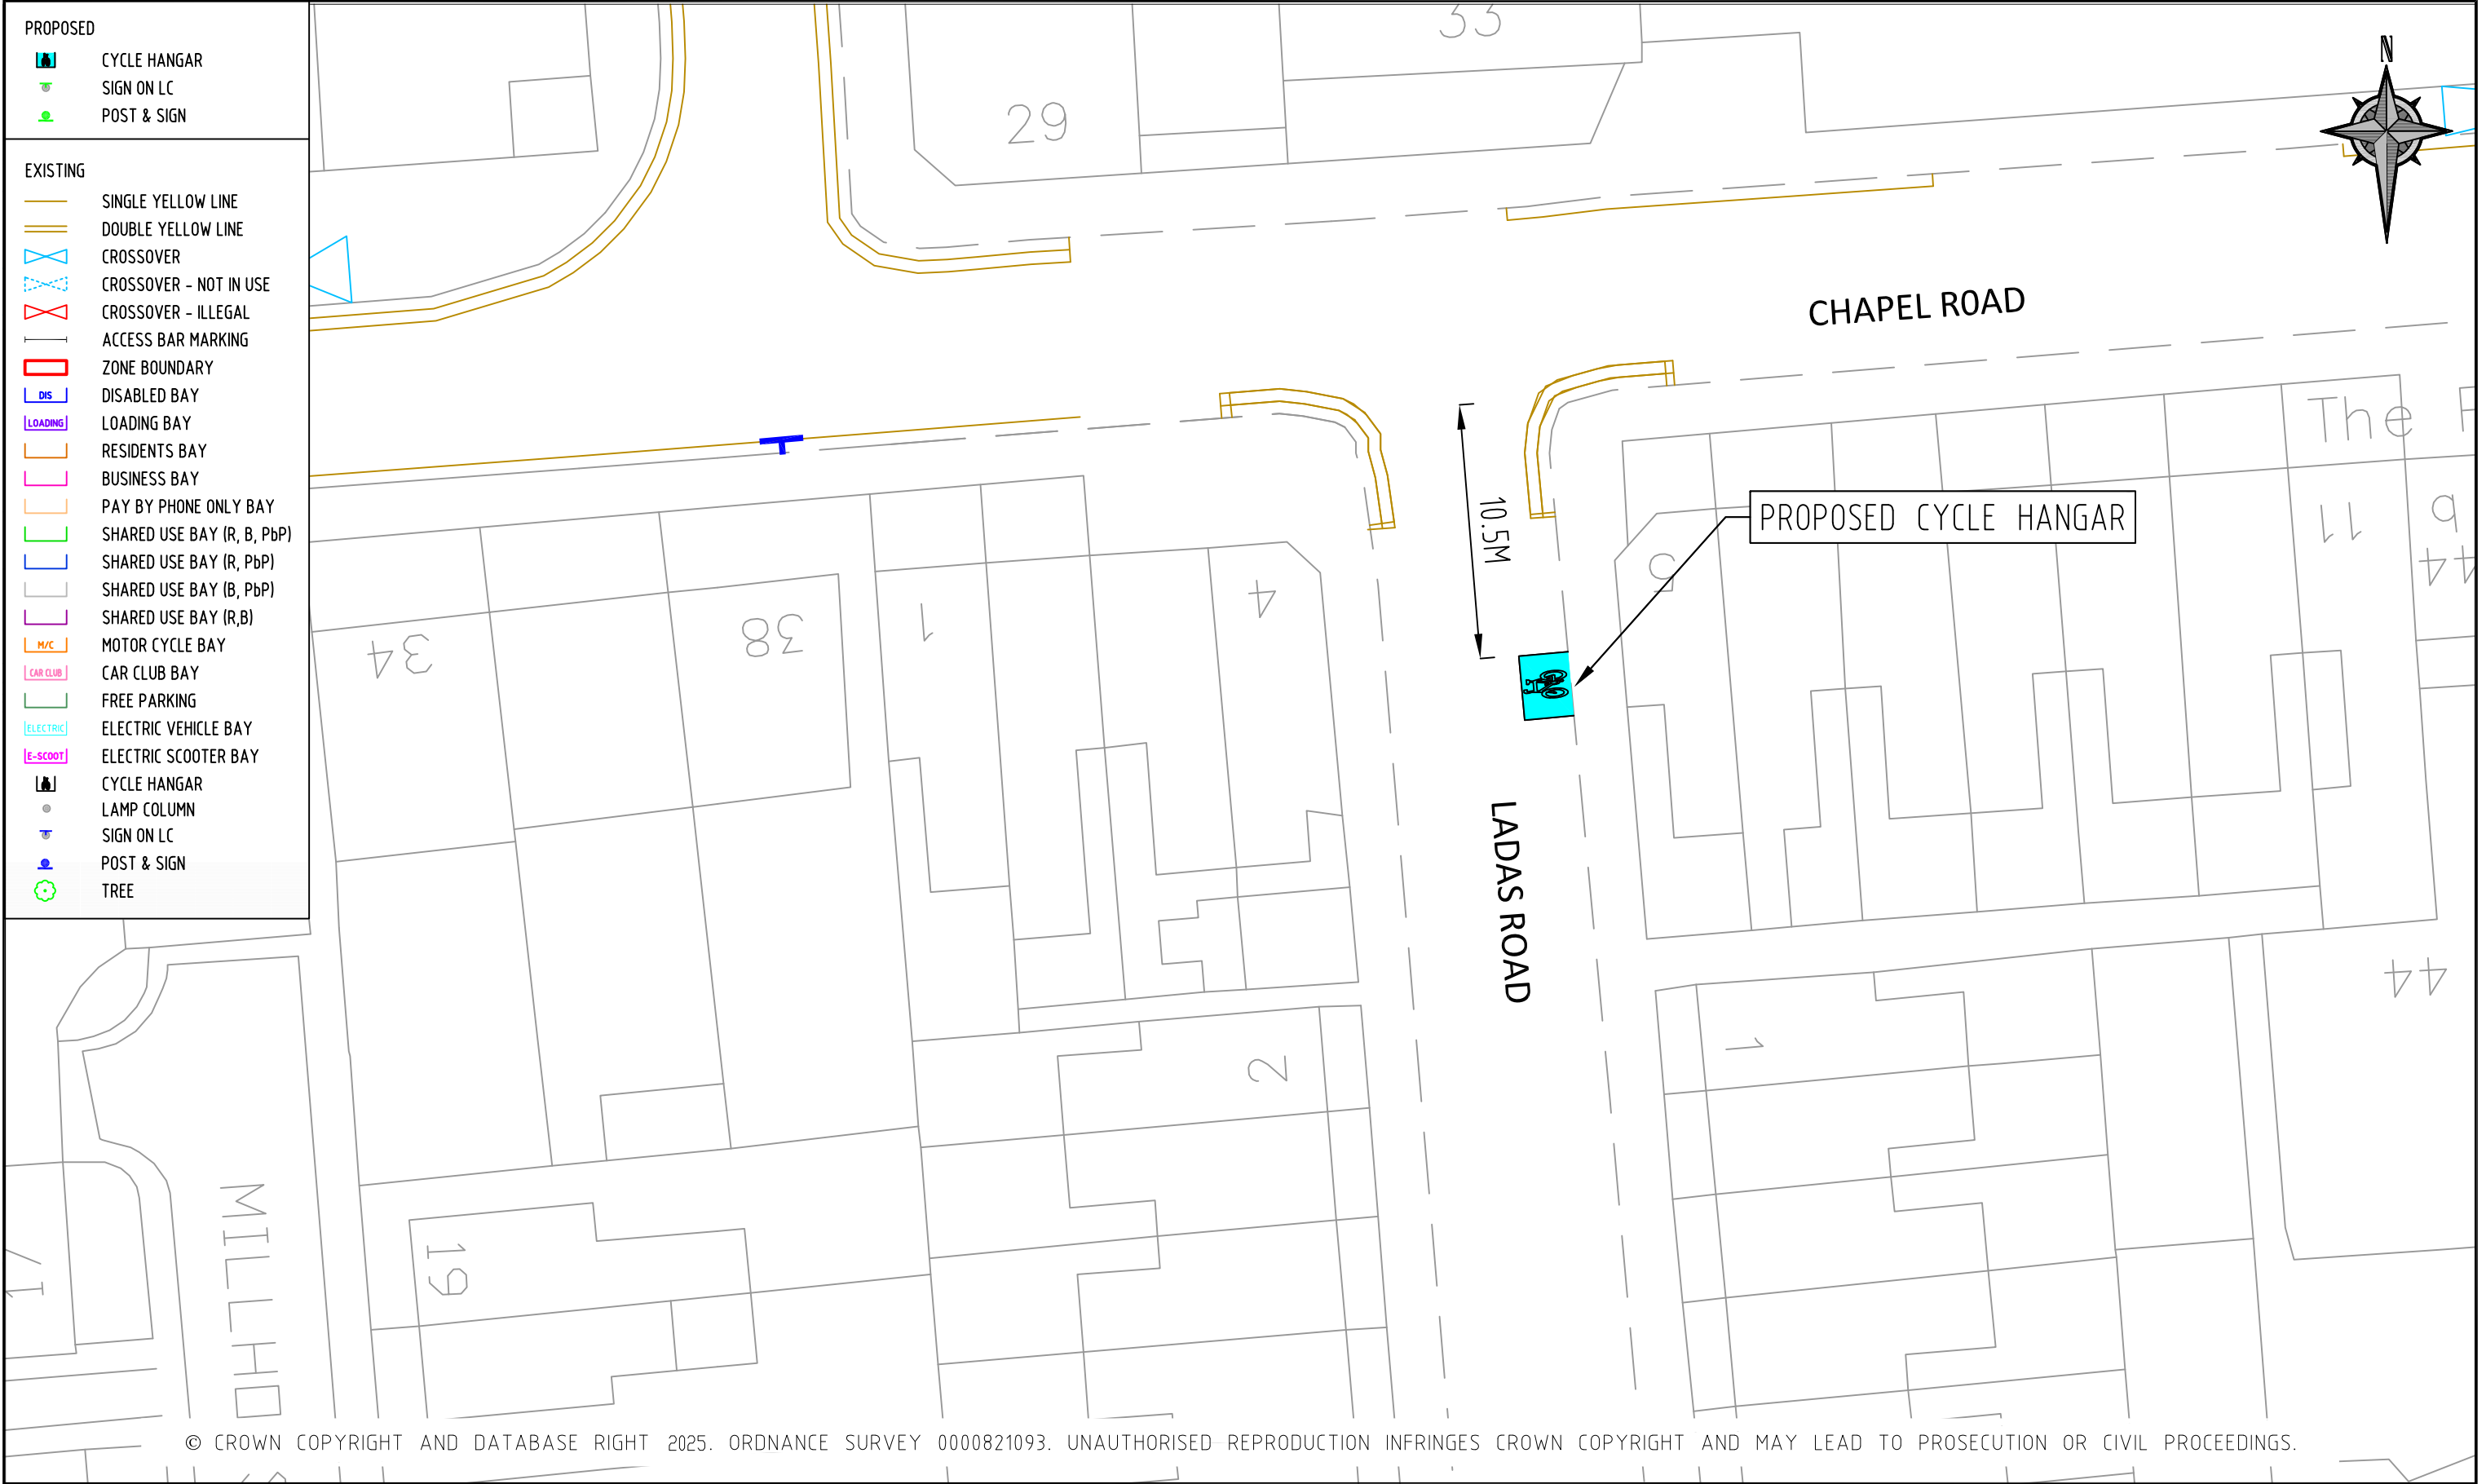 PROPOSED
CYCLE HANGAR
SIGN ON LC
POST & SIGN
EXISTING
SINGLE YELLOW LINE
DOUBLE YELLOW LINE
CROSSOVER
CROSSOVER - NOT IN USE
CROSSOVER - ILLEGAL
ACCESS BAR MARKING
ZONE BOUNDARY
DIS DISABLED BAY
LOADING LOADING BAY
RESIDENTS BAY
BUSINESS BAY
PAY BY PHONE ONLY BAY
SHARED USE BAY (R, B, PbP)
SHARED USE BAY (R, PbP)
SHARED USE BAY (B, PbP)
SHARED USE BAY (R,B)
M/C MOTOR CYCLE BAY
CAR CLUB CAR CLUB BAY
FREE PARKING
ELECTRIC ELECTRIC VEHICLE BAY
E-SCOOT ELECTRIC SCOOTER BAY
CYCLE HANGAR
LAMP COLUMN
SIGN ON LC
POST & SIGN
TREE
N
33
29
CHAPEL ROAD
The
10.5M
PROPOSED CYCLE HANGAR
5
11
44
34
38
1
4
LADAS ROAD
44
2
1
19
MILLHO
© CROWN COPYRIGHT AND DATABASE RIGHT 2025. ORDNANCE SURVEY 0000821093. UNAUTHORISED REPRODUCTION INFRINGES CROWN COPYRIGHT AND MAY LEAD TO PROSECUTION OR CIVIL PROCEEDINGS.